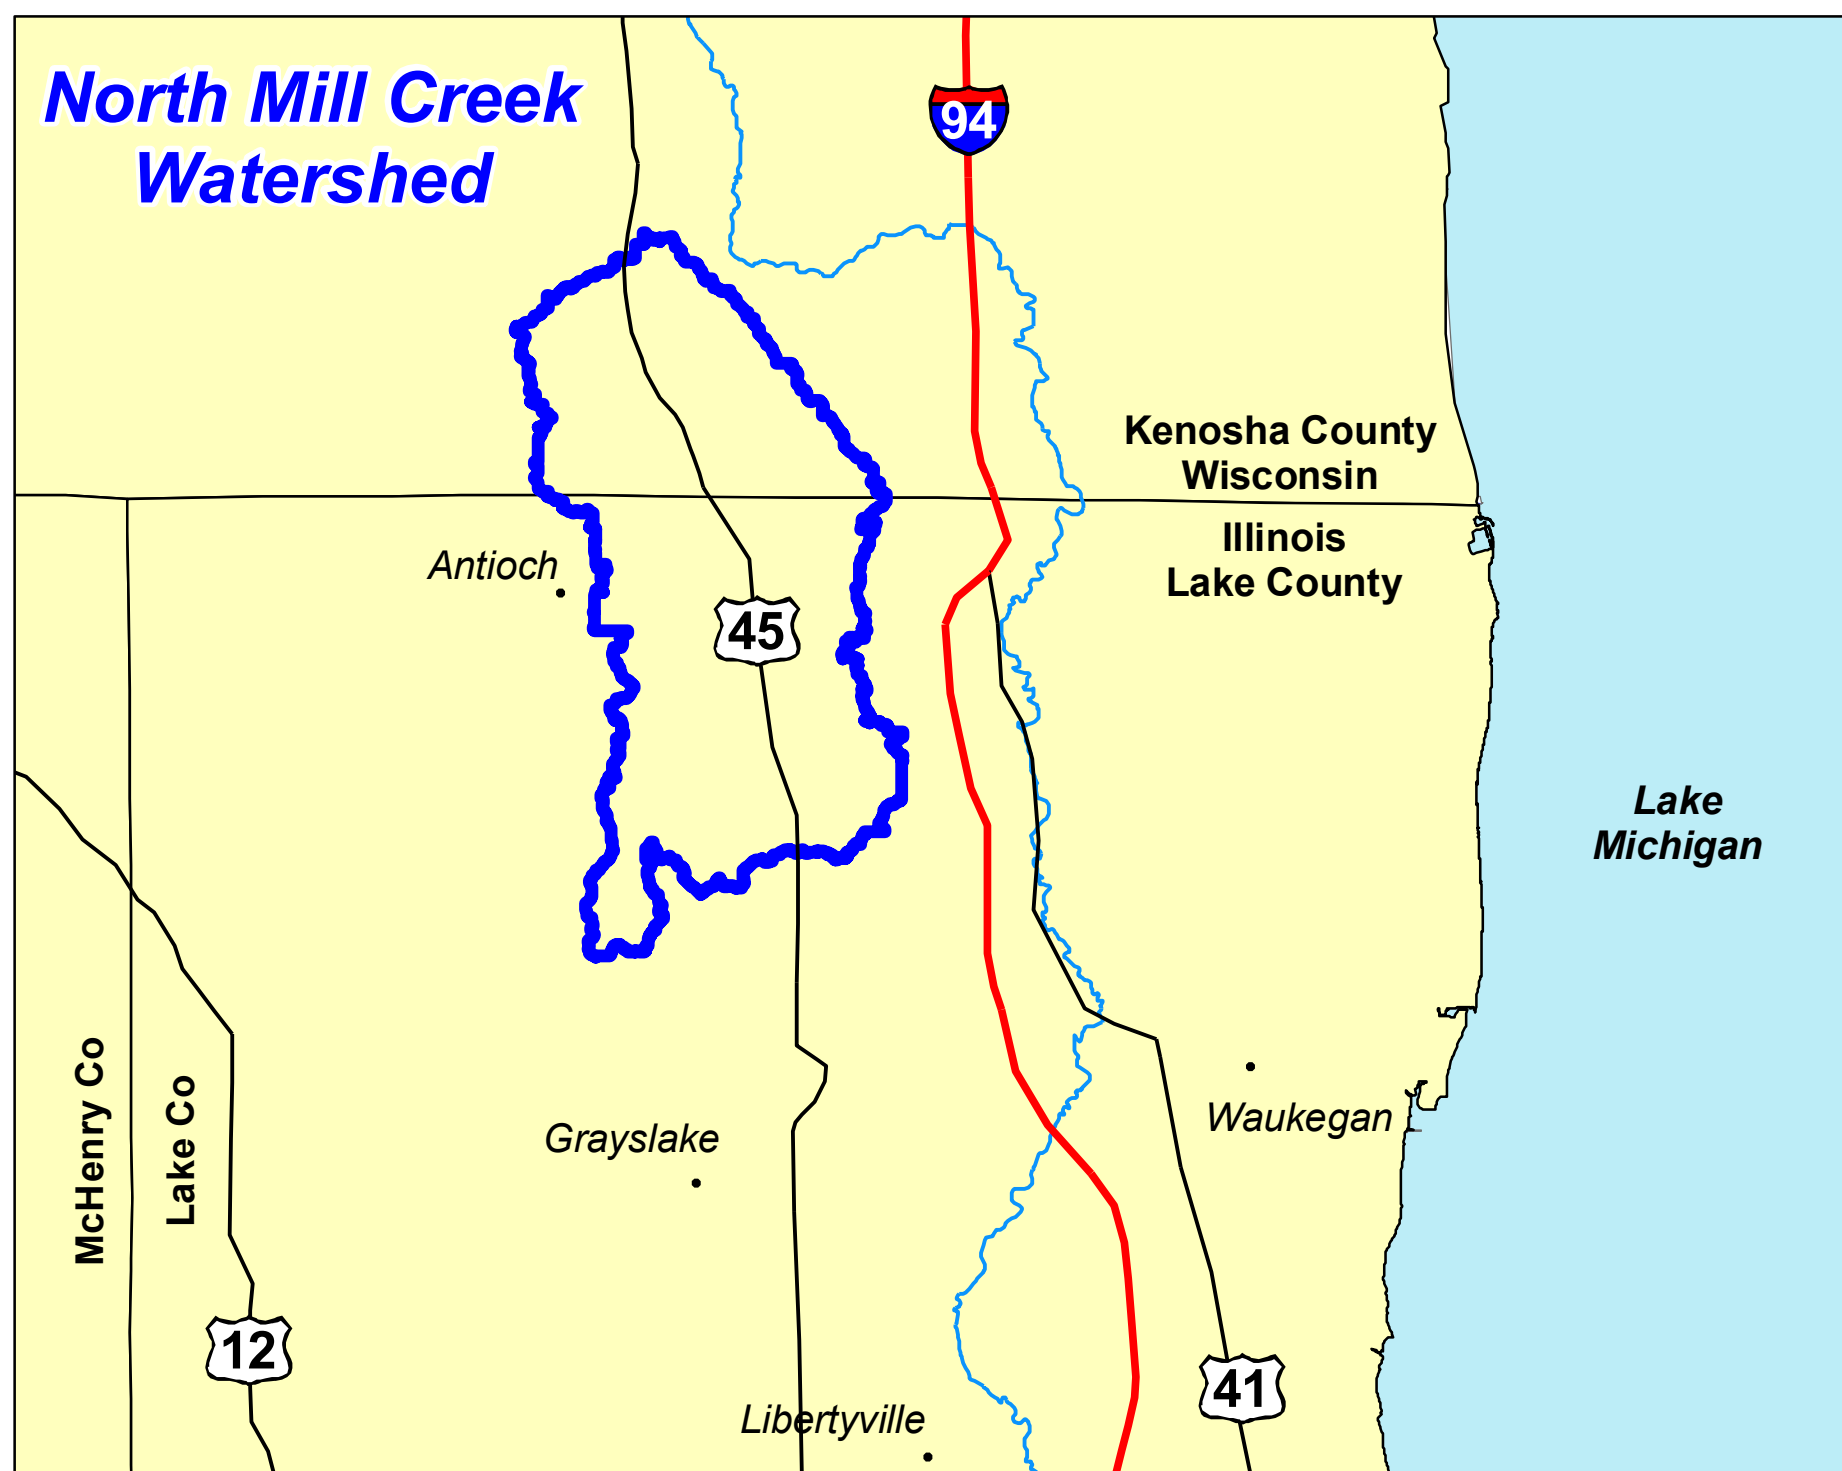 North Mill Creek
Watershed
94
Kenosha County
Wisconsin
Illinois
Lake County
Antioch
45
Lake
Michigan
McHenry Co
Lake Co
Grayslake
Waukegan
12
41
Libertyville